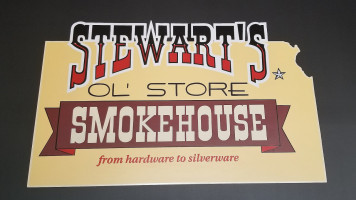 STEWART'S
OL' STORE
SMOKEHOUSE
from hardware to silverware